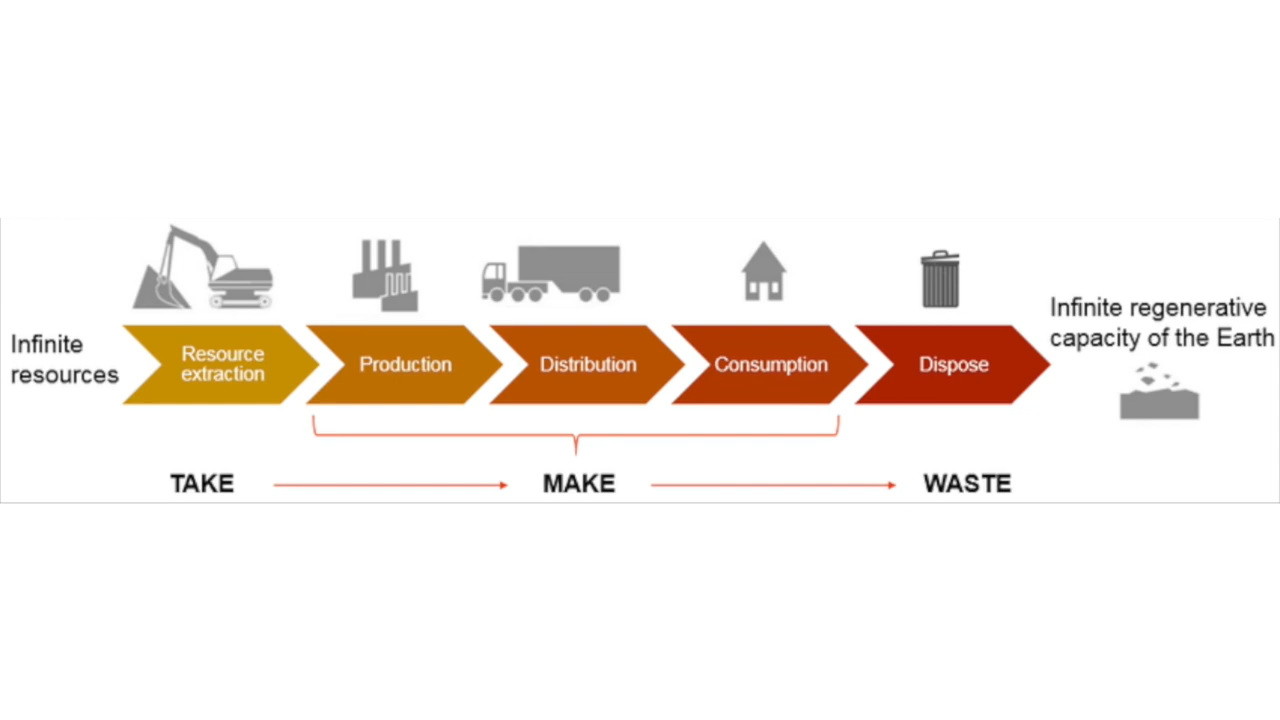 Infinite
resources
Resource
extraction
Production
Distribution
Consumption
Dispose
Infinite regenerative
capacity of the Earth
TAKE
MAKE
WASTE